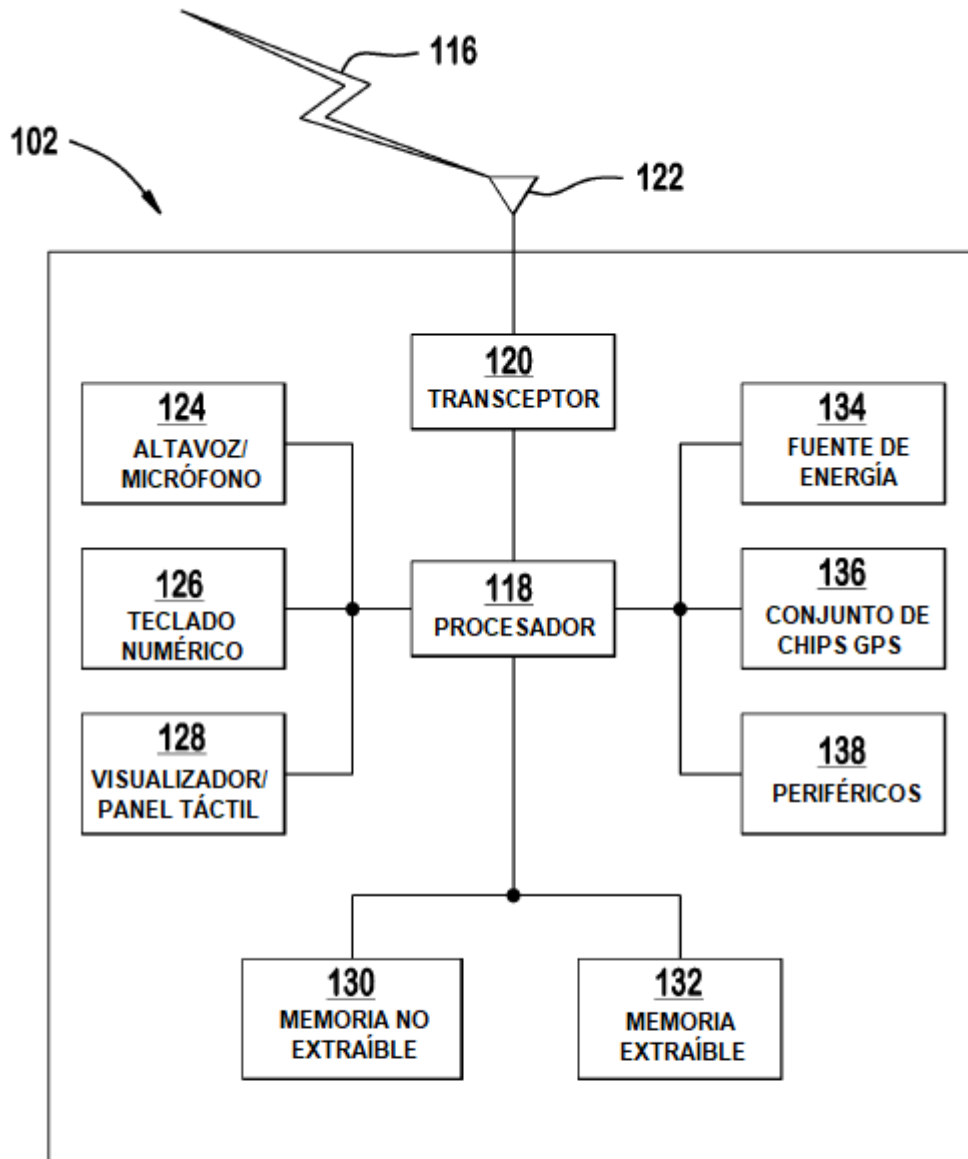 116
102
122
120
TRANSCEPTOR
124
ALTAVOZ/
MICRÓFONO
134
FUENTE DE
ENERGÍA
126
TECLADO
NUMÉRICO
118
PROCESADOR
136
CONJUNTO DE
CHIPS GPS
128
VISUALIZADOR/
PANEL TÁCTIL
138
PERIFÉRICOS
130
MEMORIA NO
EXTRAÍBLE
132
MEMORIA
EXTRAÍBLE